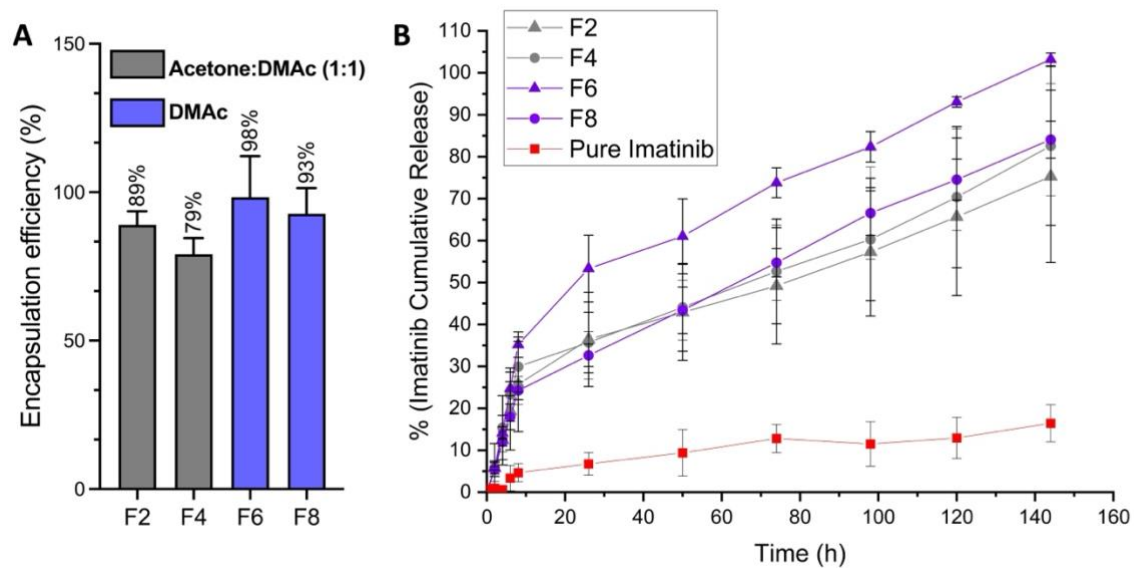 A
Encapsulation efficiency (%)
150
100
50
0
Acetone:DMAc (1:1)
DMAc
89%
79%
98%
93%
F2 F4 F6 F8
B
% (Imatinib Cumulative Release)
110
100
90
80
70
60
50
40
30
20
10
0
F2
F4
F6
F8
Pure Imatinib
0 20 40 60 80 100 120 140 160
Time (h)